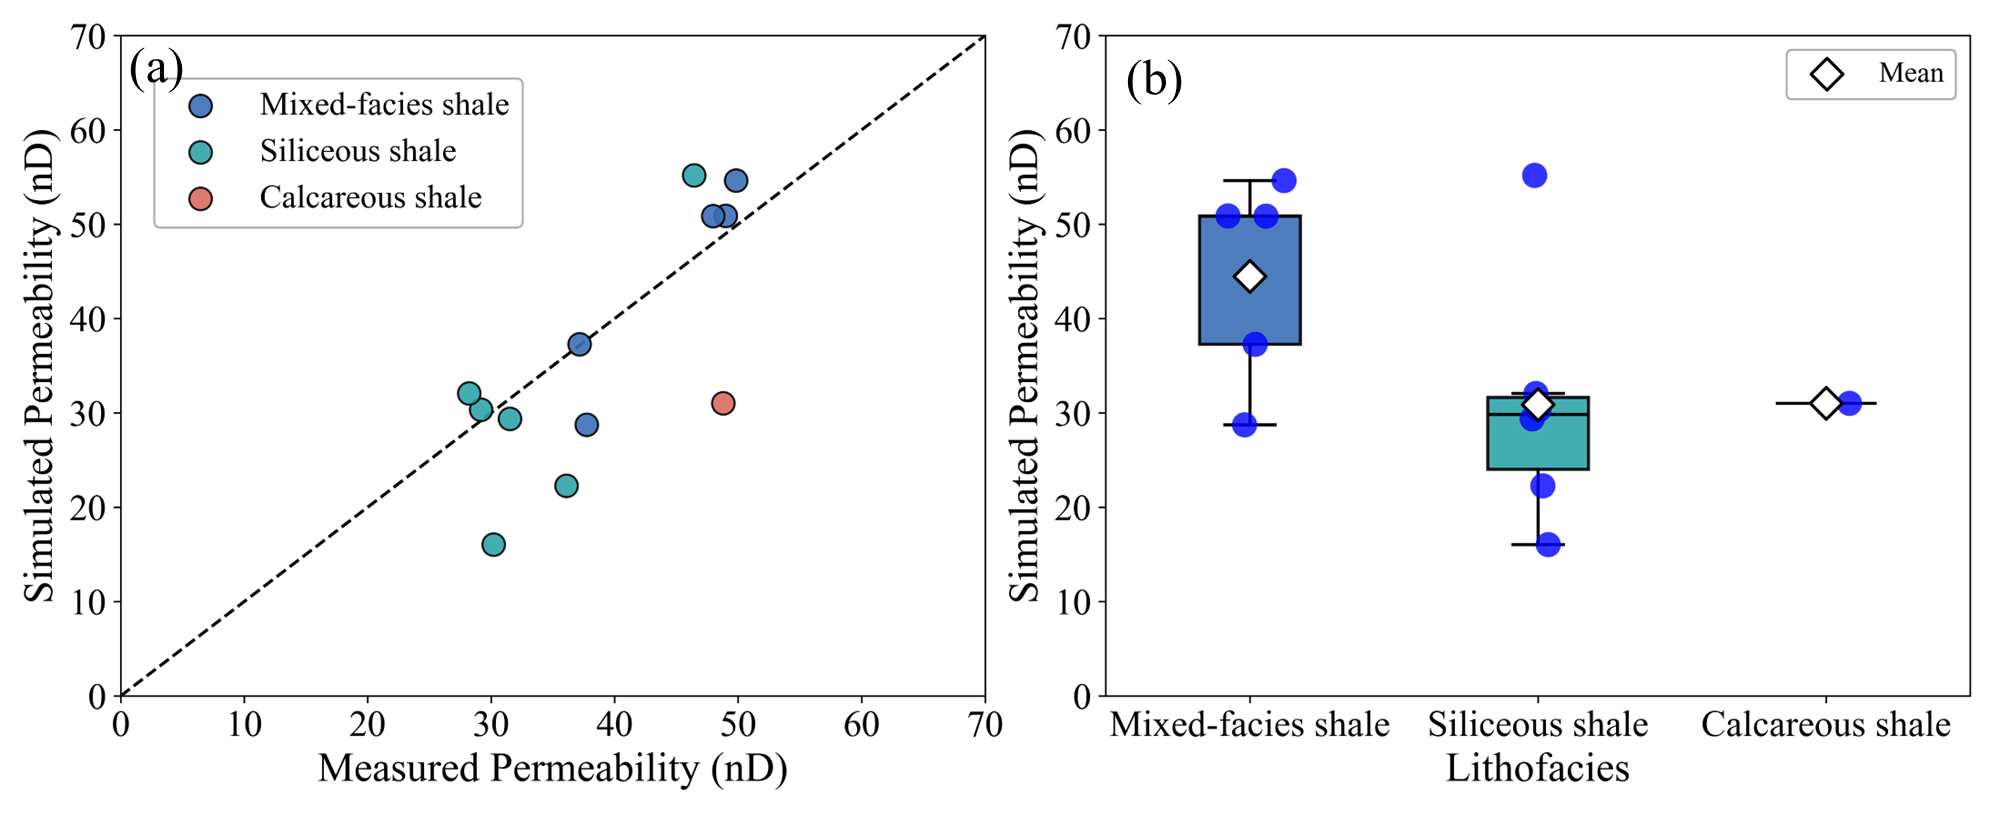 (a)
Mixed-facies shale
Siliceous shale
Calcareous shale
Simulated Permeability (nD)
70
60
50
40
30
20
10
0
0 10 20 30 40 50 60 70
Measured Permeability (nD)
(b)
Mean
Simulated Permeability (nD)
70
60
50
40
30
20
10
0
Mixed-facies shale Siliceous shale Calcareous shale
Lithofacies